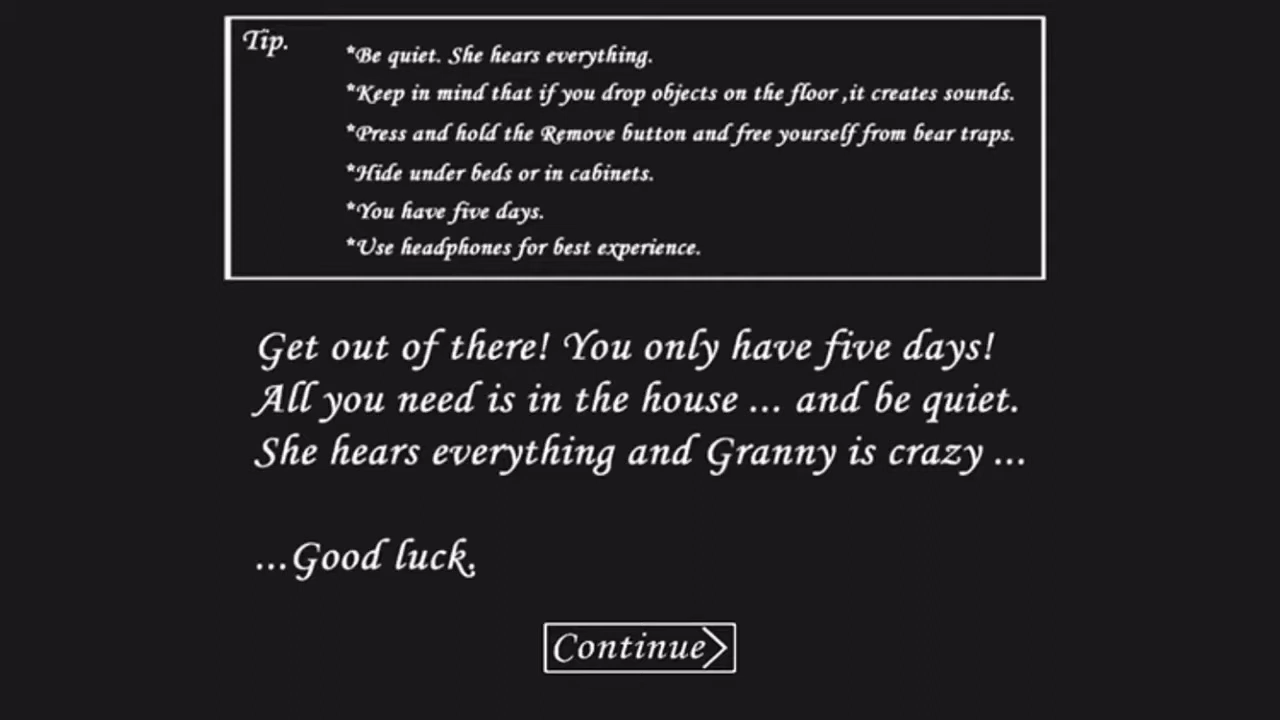 Tip.
*Be quiet. She hears everything.
*Keep in mind that if you drop objects on the floor ,it creates sounds.
*Press and hold the Remove button and free yourself from bear traps.
*Hide under beds or in cabinets.
*You have five days.
*Use headphones for best experience.
Get out of there! You only have five days!
All you need is in the house ... and be quiet.
She hears everything and Granny is crazy ...
...Good luck.
Continue